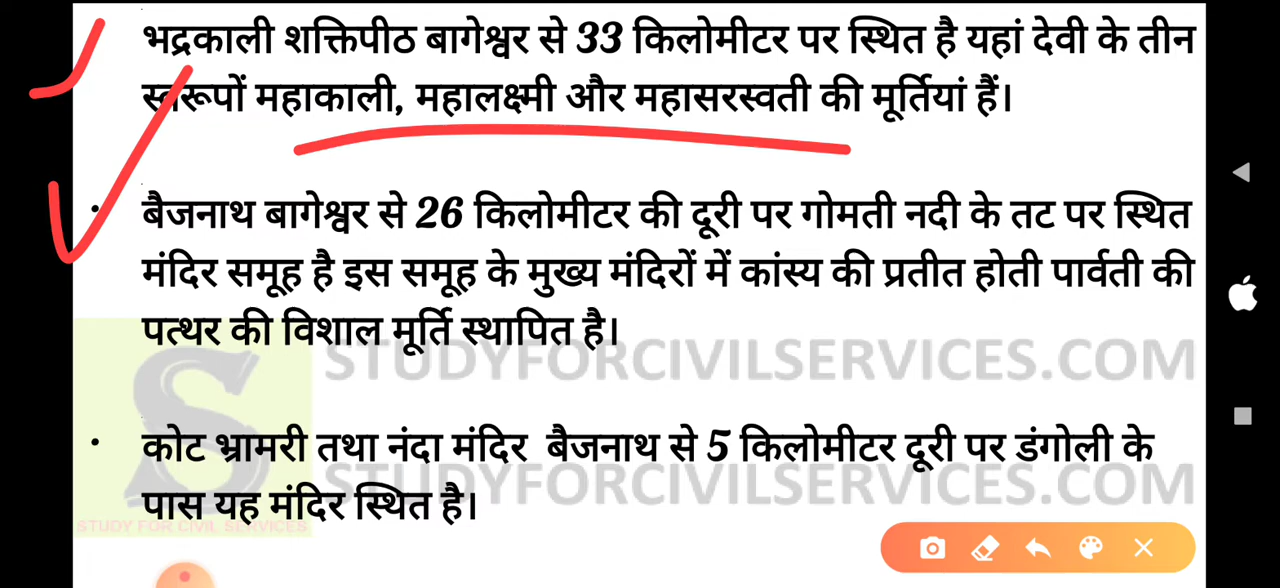 भद्रकाली शक्तिपीठ बागेश्वर से 33 किलोमीटर पर स्थित है यहां देवी के तीन
स्वरूपों महाकाली, महालक्ष्मी और महासरस्वती की मूर्तियां हैं।
• बैजनाथ बागेश्वर से 26 किलोमीटर की दूरी पर गोमती नदी के तट पर स्थित
मंदिर समूह है इस समूह के मुख्य मंदिरों में कांस्य की प्रतीत होती पार्वती की
पत्थर की विशाल मूर्ति स्थापित है।
STUDYFORCIVILSERVICES.COM
• कोट भ्रामरी तथा नंदा मंदिर बैजनाथ से 5 किलोमीटर दूरी पर डंगोली के
STUDYFORCIVILSERVICES.COM
पास यह मंदिर स्थित है।
S
STUDY FOR CIVIL SERVICES